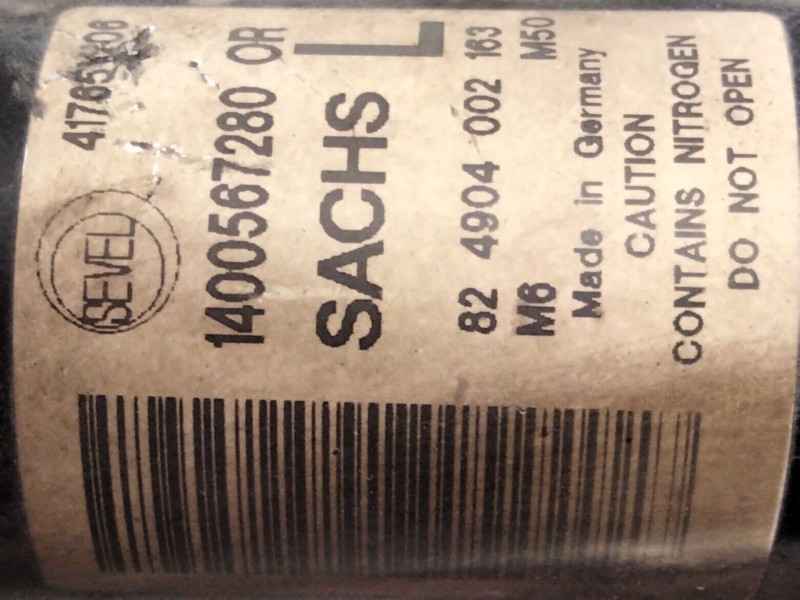 SEVEL
1400567280 OR
SACHS L
82 4904 002 163
M6 M50
Made in Germany
CAUTION
CONTAINS NITROGEN
DO NOT OPEN